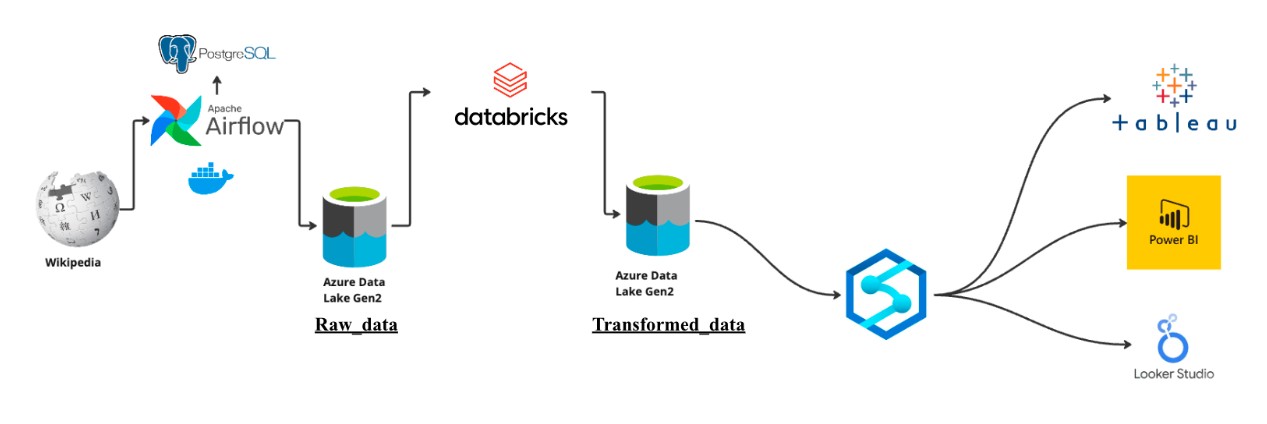 PostgreSQL
Apache
Airflow
Wikipedia
Azure Data
Lake Gen2
Raw_data
databricks
Azure Data
Lake Gen2
Transformed_data
+ableau
Power BI
Looker Studio